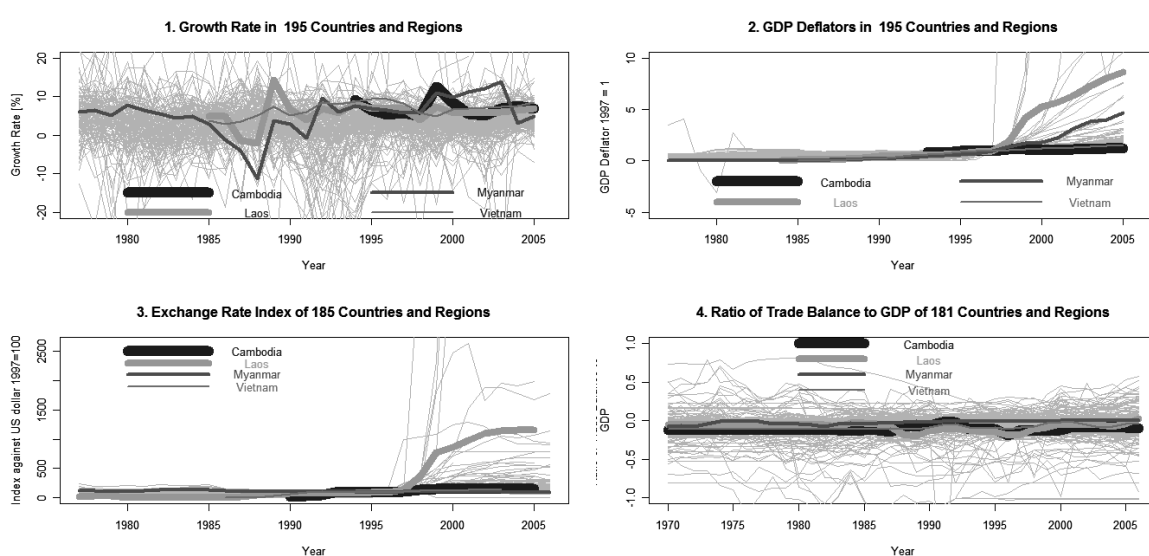 1. Growth Rate in 195 Countries and Regions
Growth Rate [%]
20
10
0
-10
-20
Cambodia
Laos
Myanmar
Vietnam
1980 1985 1990 1995 2000 2005
Year
2. GDP Deflators in 195 Countries and Regions
GDP Deflator 1997 = 1
10
5
0
-5
Cambodia
Laos
Myanmar
Vietnam
1980 1985 1990 1995 2000 2005
Year
3. Exchange Rate Index of 185 Countries and Regions
Index against US dollar 1997=100
2500
1500
500
0
Cambodia
Laos
Myanmar
Vietnam
1980 1985 1990 1995 2000 2005
Year
4. Ratio of Trade Balance to GDP of 181 Countries and Regions
GDP
1.0
0.5
0.0
-0.5
-1.0
Cambodia
Laos
Myanmar
Vietnam
1970 1975 1980 1985 1990 1995 2000 2005
Year